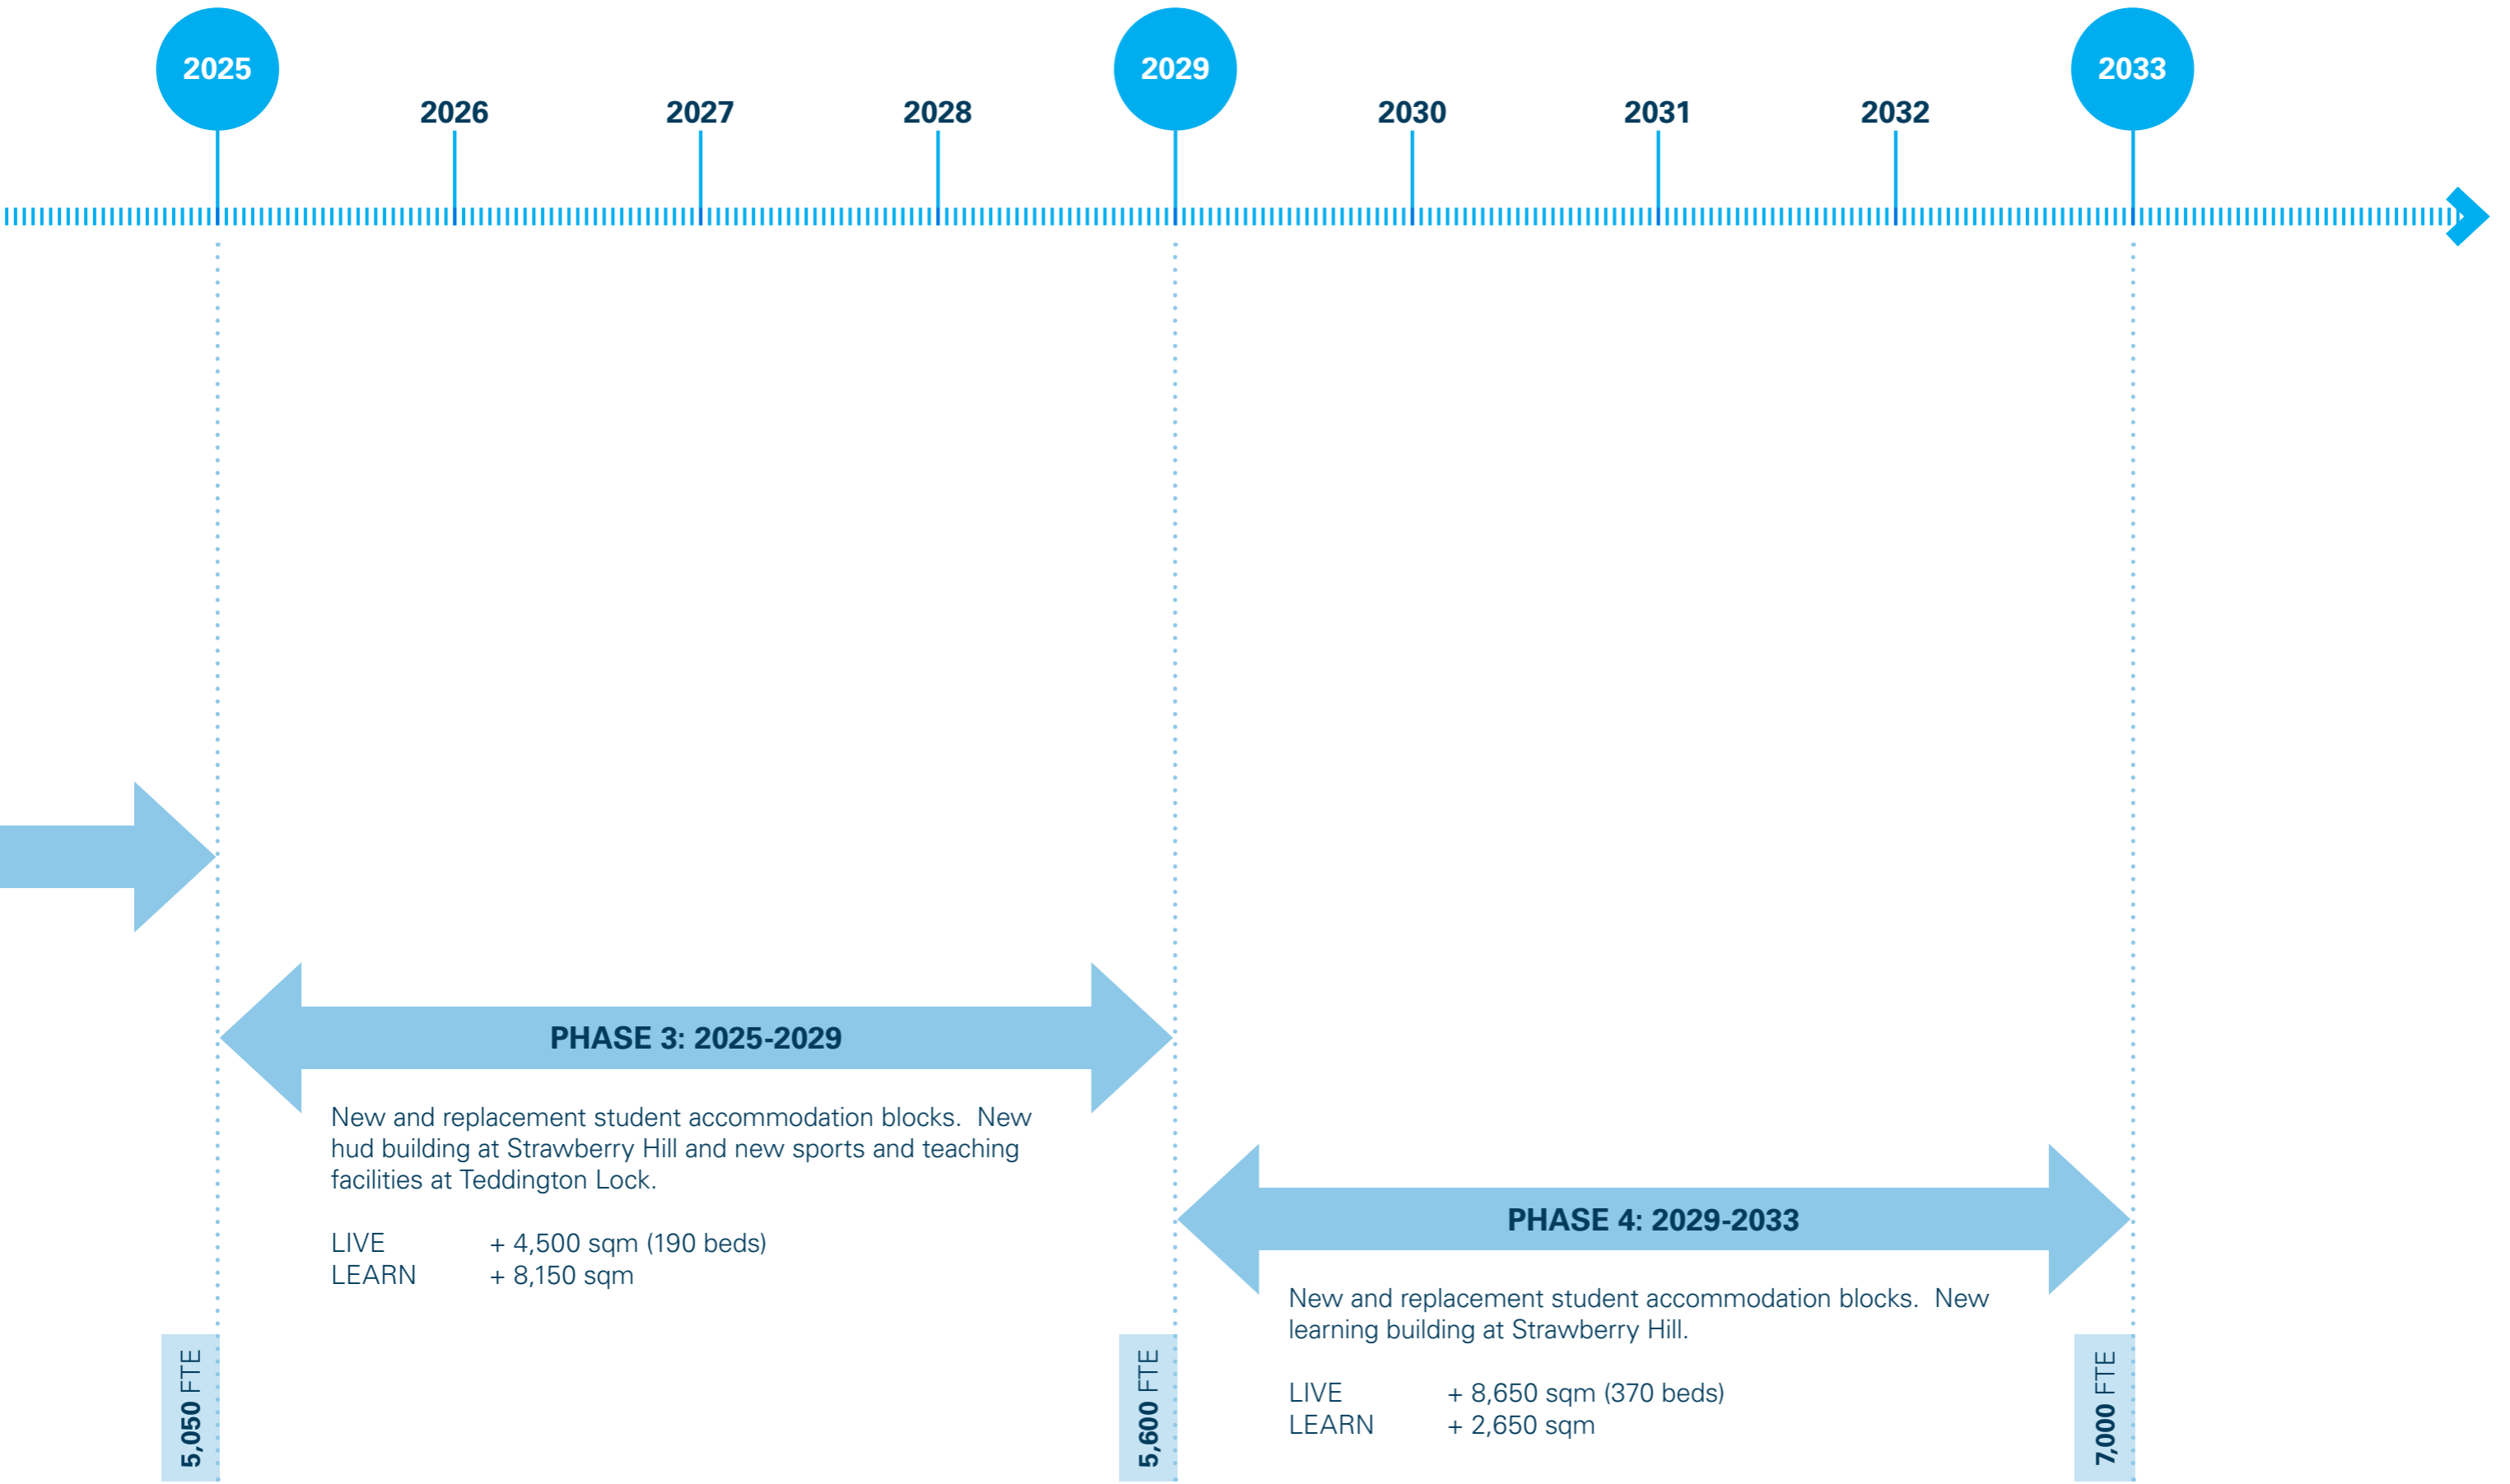 2025
2026
2027
2028
2029
2030
2031
2032
2033
PHASE 3: 2025-2029
New and replacement student accommodation blocks.  New
hud building at Strawberry Hill and new sports and teaching
facilities at Teddington Lock.
LIVE + 4,500 sqm (190 beds)
LEARN + 8,150 sqm
PHASE 4: 2029-2033
New and replacement student accommodation blocks.  New
learning building at Strawberry Hill.
LIVE + 8,650 sqm (370 beds)
LEARN + 2,650 sqm
5,050 FTE
5,600 FTE
7,000 FTE